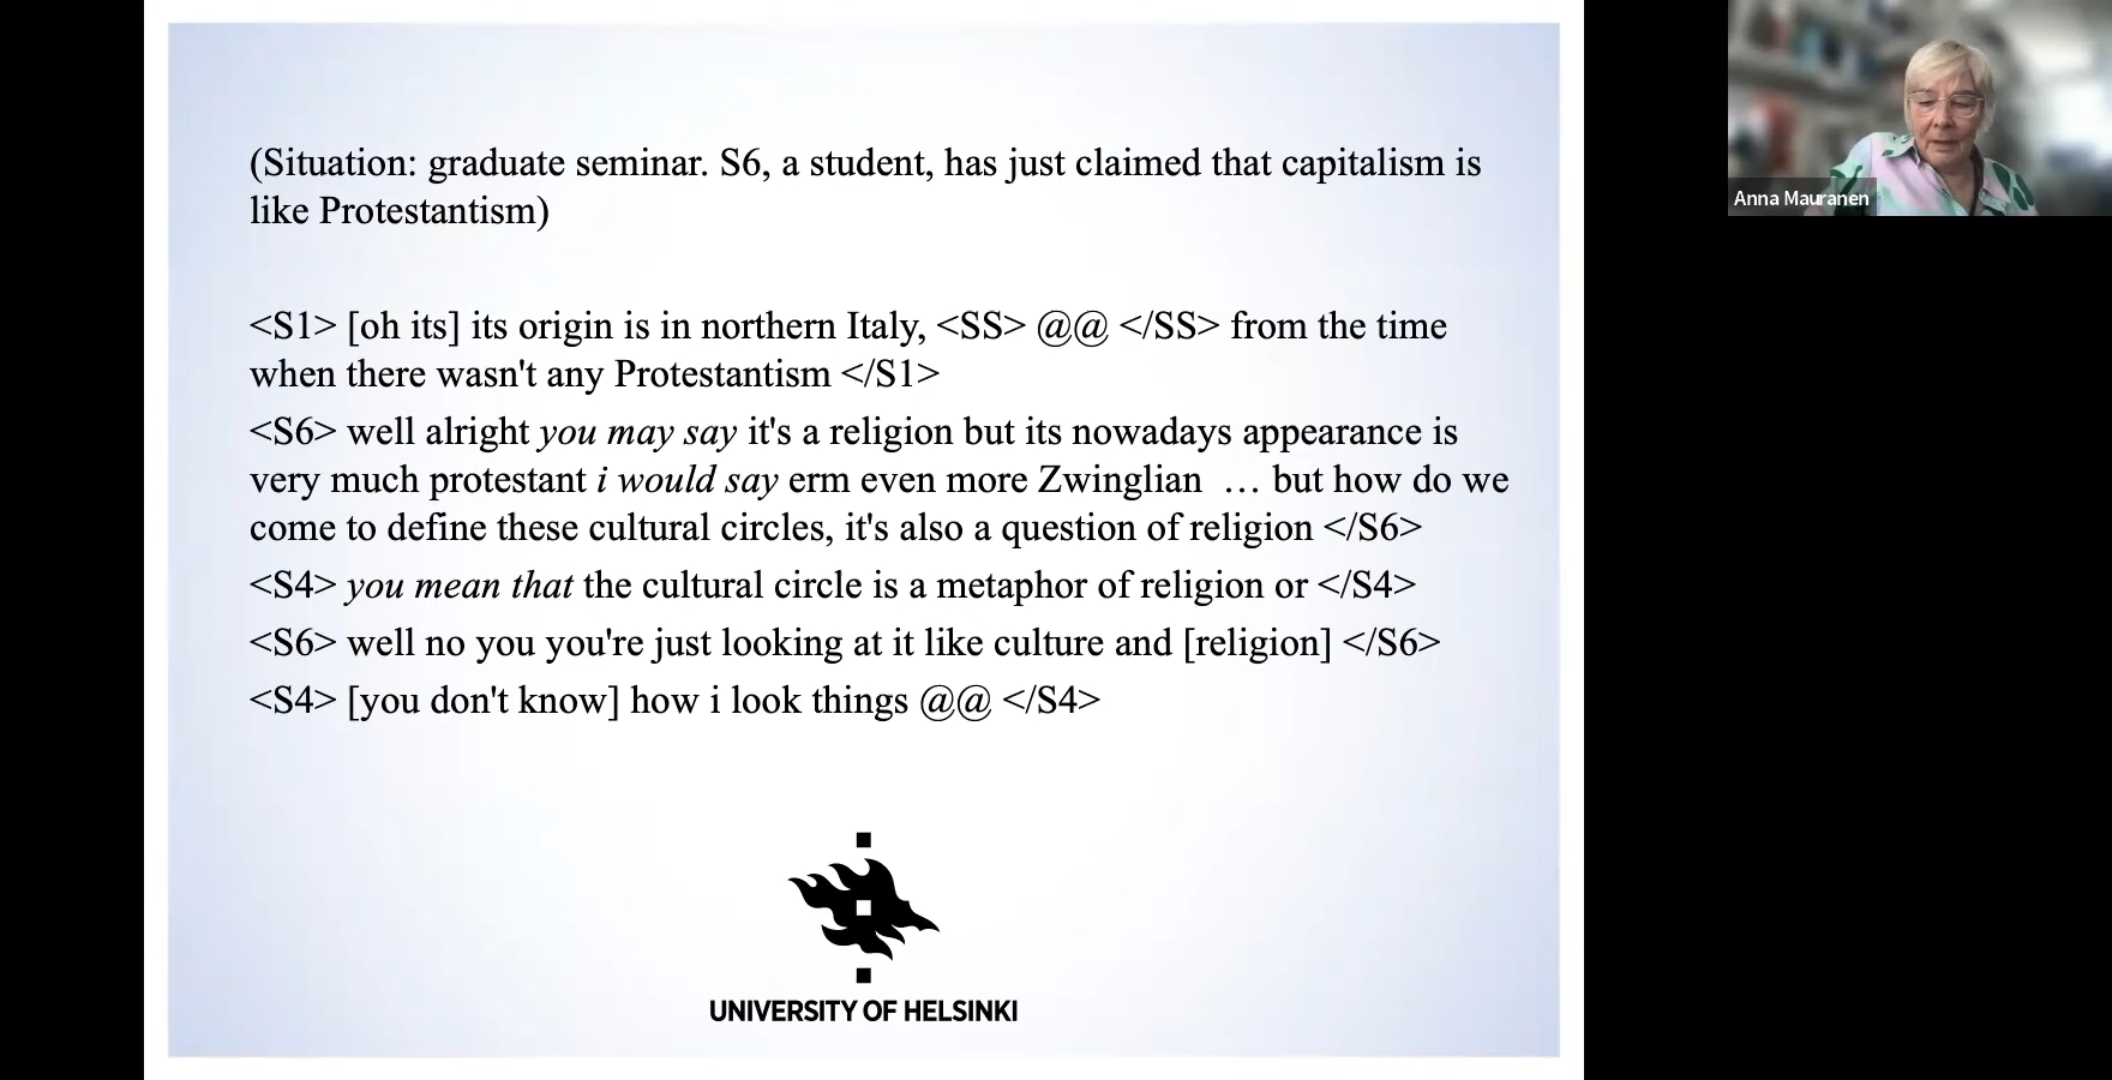 (Situation: graduate seminar. S6, a student, has just claimed that capitalism is
like Protestantism)
<S1> [oh its] its origin is in northern Italy, <SS> @@ </SS> from the time
when there wasn't any Protestantism </S1>
<S6> well alright you may say it's a religion but its nowadays appearance is
very much protestant i would say erm even more Zwinglian … but how do we
come to define these cultural circles, it's also a question of religion </S6>
<S4> you mean that the cultural circle is a metaphor of religion or </S4>
<S6> well no you you're just looking at it like culture and [religion] </S6>
<S4> [you don't know] how i look things @@ </S4>
UNIVERSITY OF HELSINKI
Anna Mauranen